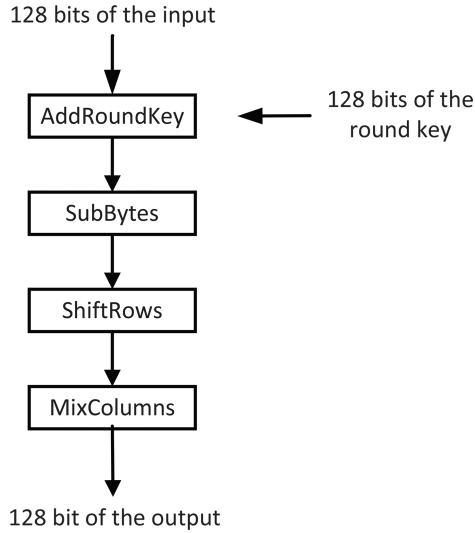 128 bits of the input
AddRoundKey
128 bits of the
round key
SubBytes
ShiftRows
MixColumns
128 bit of the output